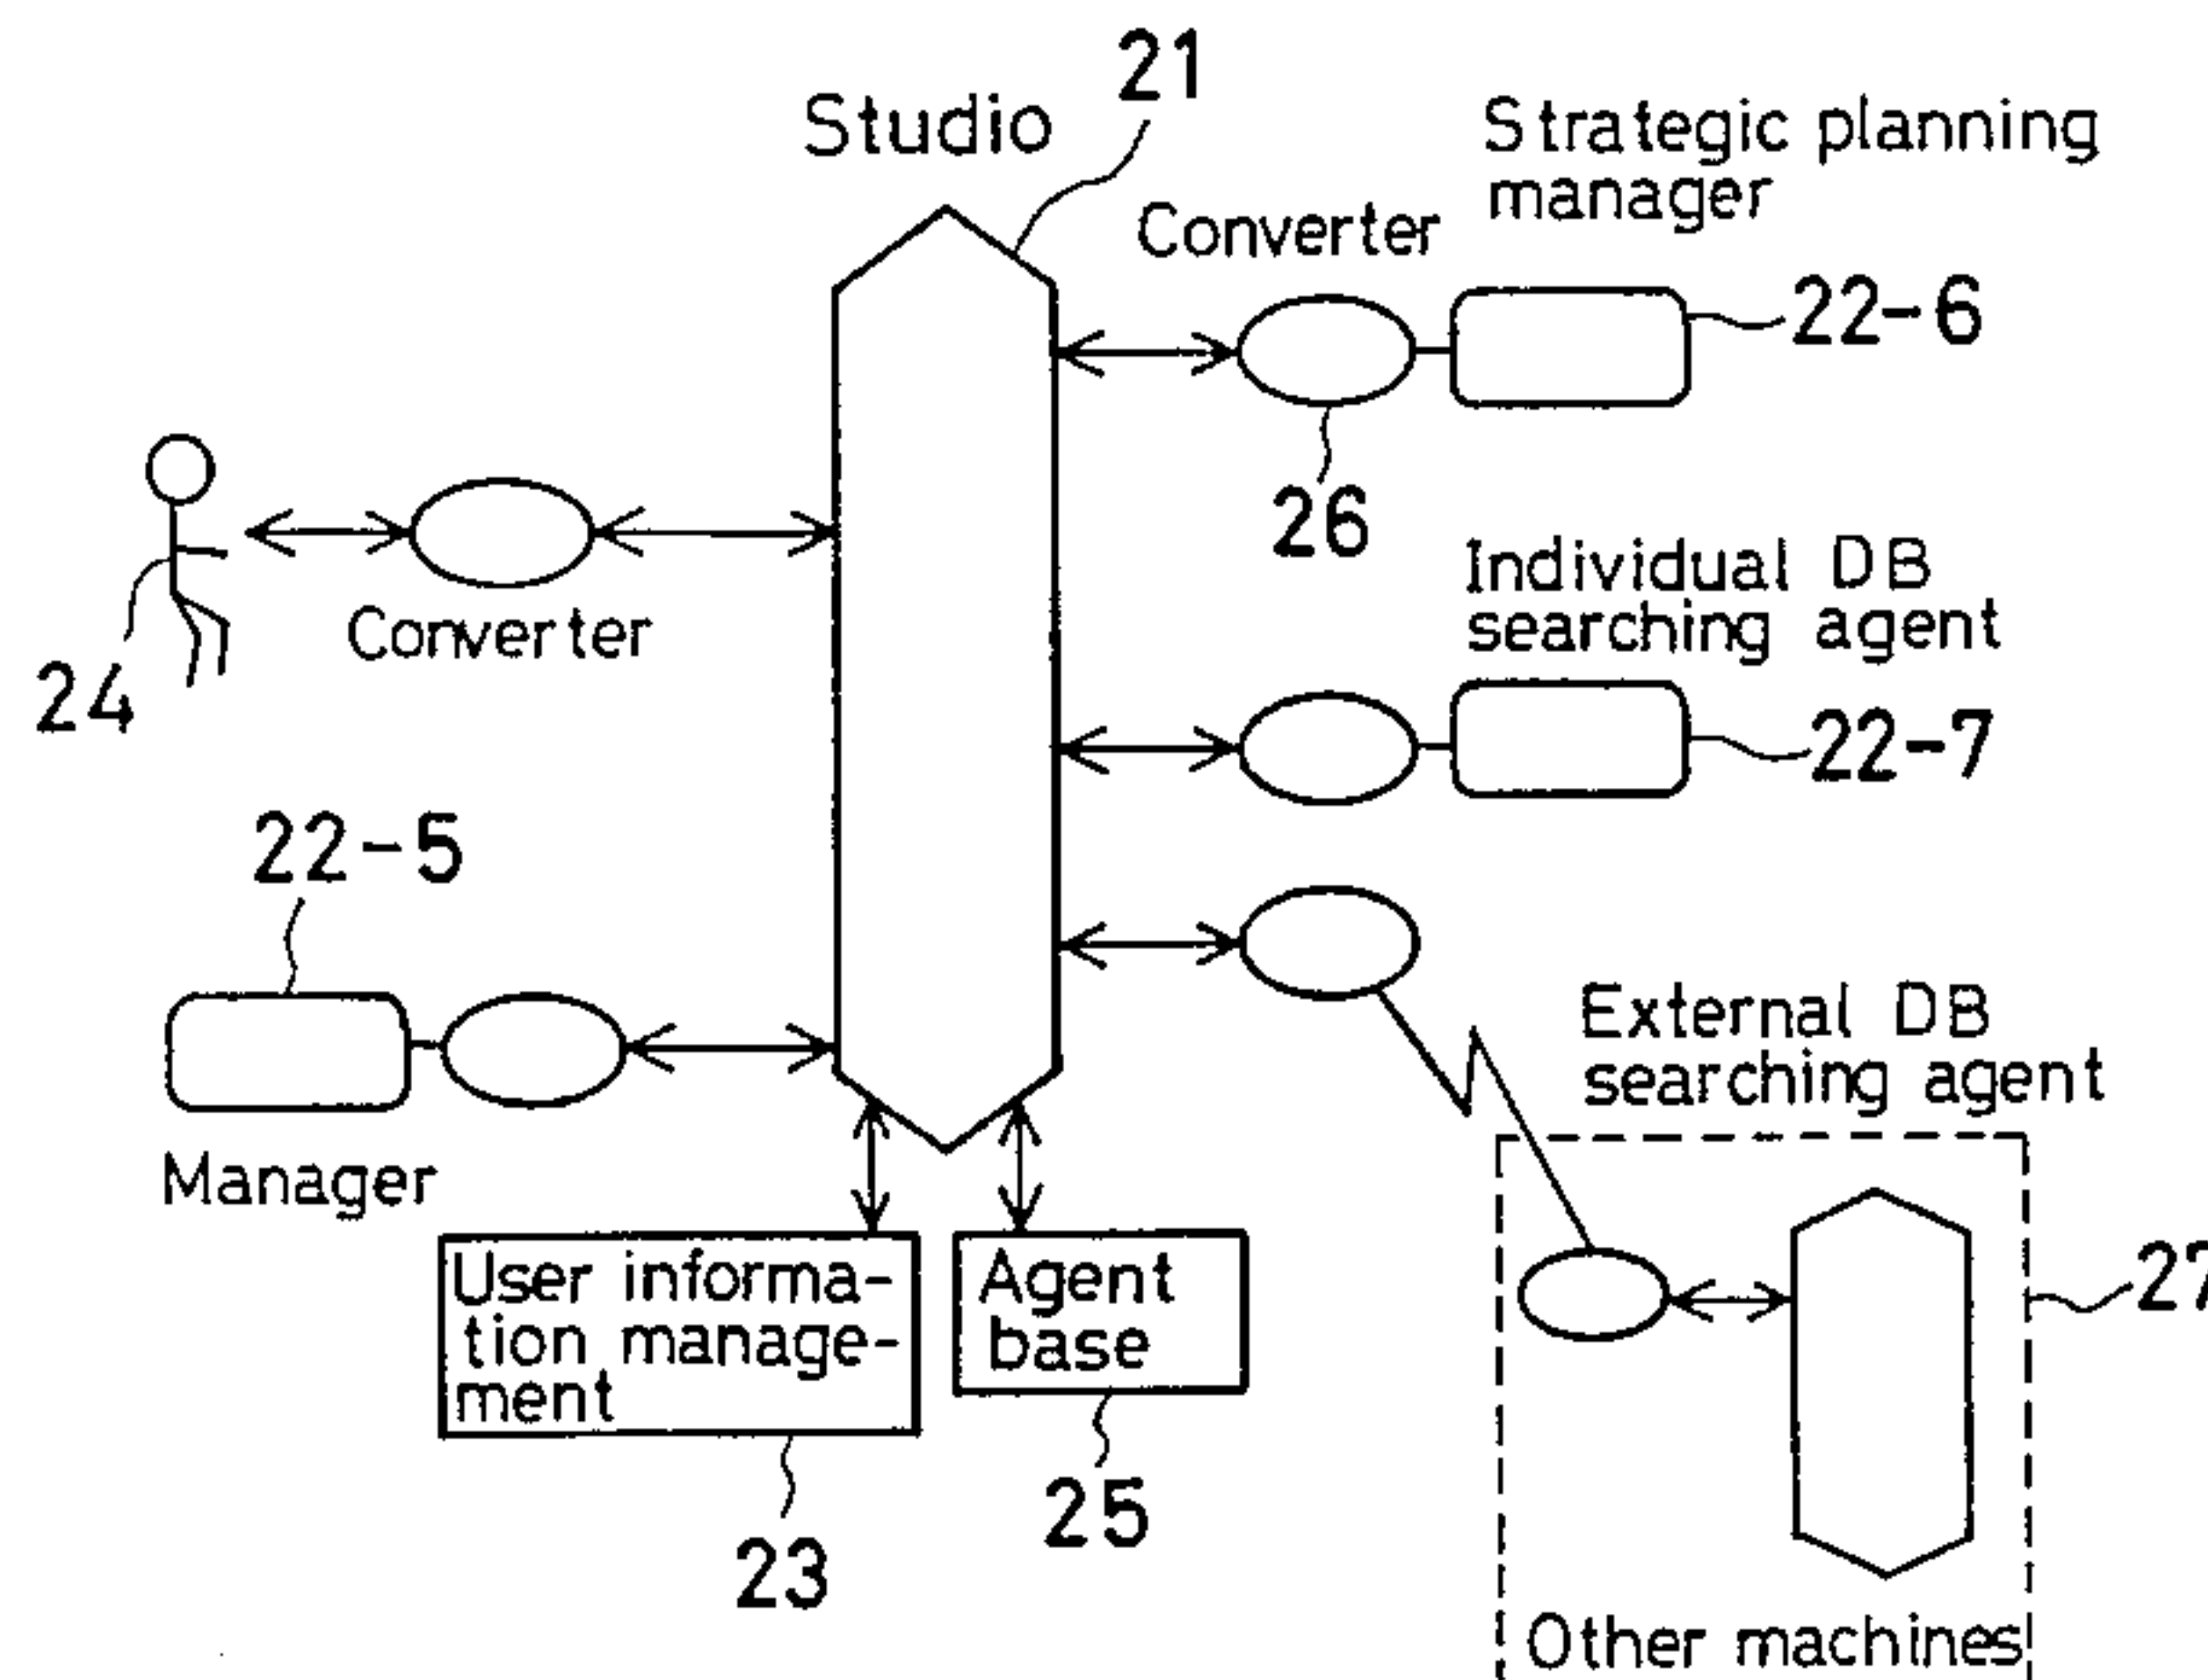 21
Studio
Strategic planning
manager
Converter
22-6
26
Converter
24
Individual DB
searching agent
22-7
22-5
Manager
External DB
searching agent
User informa-
tion manage-
ment
Agent
base
27
25
23
Other machines